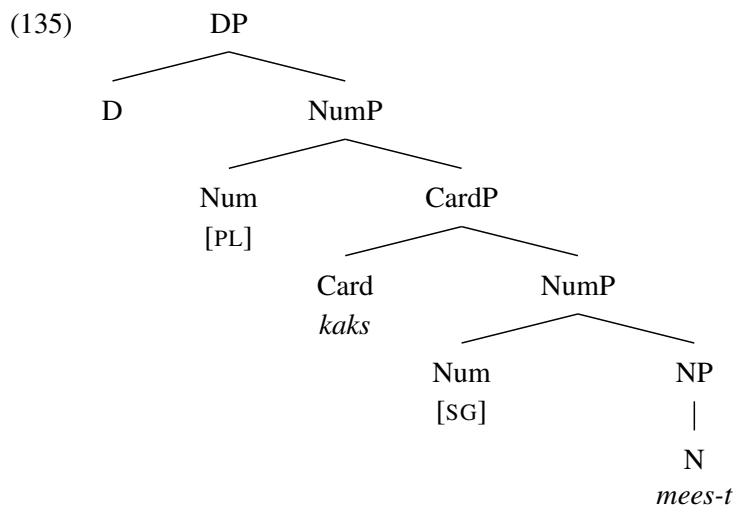 (135) DP
D NumP
Num CardP
[PL]
Card NumP
kaks
Num NP
[SG]
N
mees-t